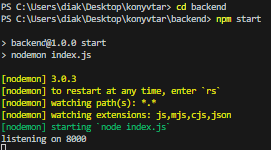 PS C:\Users\diak\Desktop\konyvtar> cd backend
PS C:\Users\diak\Desktop\konyvtar\backend> npm start
> backend@1.0.0 start
> nodemon index.js
[nodemon] 3.0.3
[nodemon] to restart at any time, enter `rs`
[nodemon] watching path(s): *.*
[nodemon] watching extensions: js,mjs,cjs,json
[nodemon] starting `node index.js`
listening on 8000